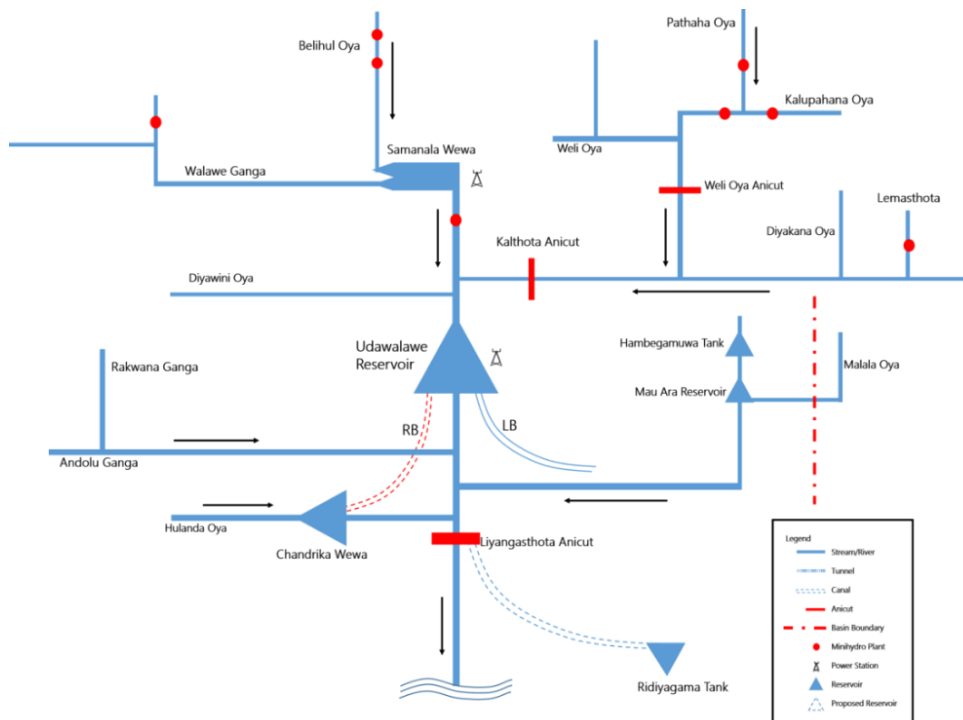 Belihul Oya
Pathaha Oya
Kalupahana Oya
Samanala Wewa
Weli Oya
Walawe Ganga
Weli Oya Anicut
Lemasthota
Diyakana Oya
Kalthota Anicut
Diyawini Oya
Udawalawe
Reservoir
Hambegamuwa Tank
Rakwana Ganga
Malala Oya
Mau Ara Reservoir
RB
LB
Andolu Ganga
Hulanda Oya
Chandrika Wewa
Liyangasthota Anicut
Ridiyagama Tank
Legend
Stream/River
Tunnel
Canal
Anicut
Basin Boundary
Minihydro Plant
Power Station
Reservoir
Proposed Reservoir